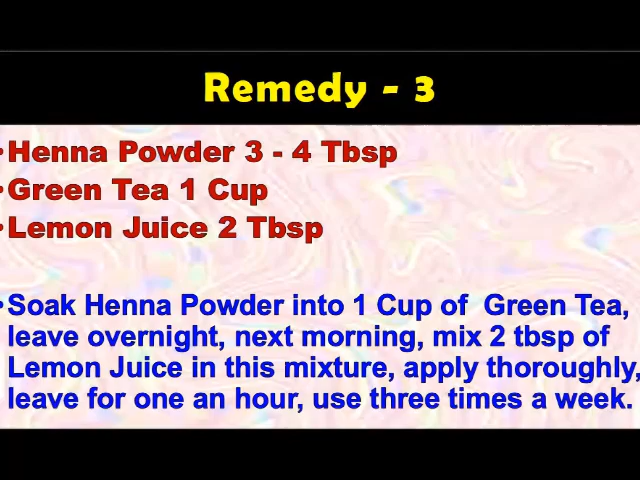 Remedy - 3
•Henna Powder 3 - 4 Tbsp
•Green Tea 1 Cup
•Lemon Juice 2 Tbsp
•Soak Henna Powder into 1 Cup of Green Tea,
leave overnight, next morning, mix 2 tbsp of
Lemon Juice in this mixture, apply thoroughly,
leave for one an hour, use three times a week.